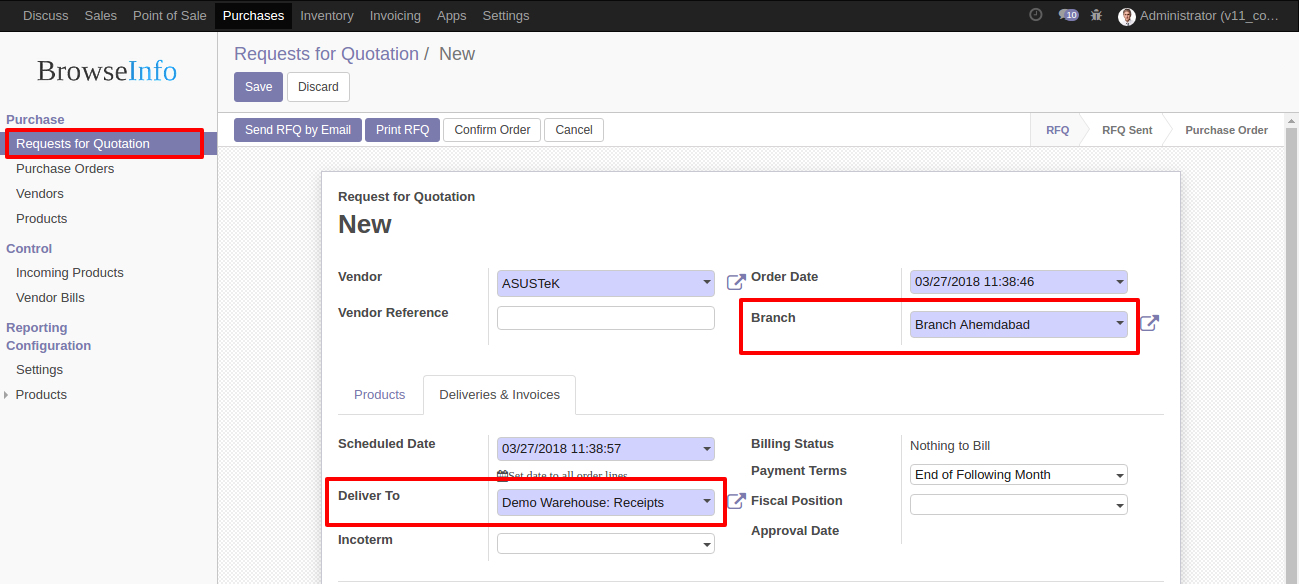 Discuss Sales Point of Sale Purchases Inventory Invoicing Apps Settings 10 Administrator (v11_co...
BrowseInfo
Requests for Quotation / New
Save Discard
Purchase
Requests for Quotation
Purchase Orders
Vendors
Products
Control
Incoming Products
Vendor Bills
Reporting
Configuration
Settings
Products
Send RFQ by Email Print RFQ Confirm Order Cancel RFQ RFQ Sent Purchase Order
Request for Quotation
New
Vendor ASUSTeK Order Date 03/27/2018 11:38:46
Vendor Reference Branch Branch Ahemdabad
Products Deliveries & Invoices
Scheduled Date 03/27/2018 11:38:57 Billing Status Nothing to Bill
Set date to all order lines
Payment Terms End of Following Month
Deliver To Demo Warehouse: Receipts Fiscal Position
Incoterm Approval Date